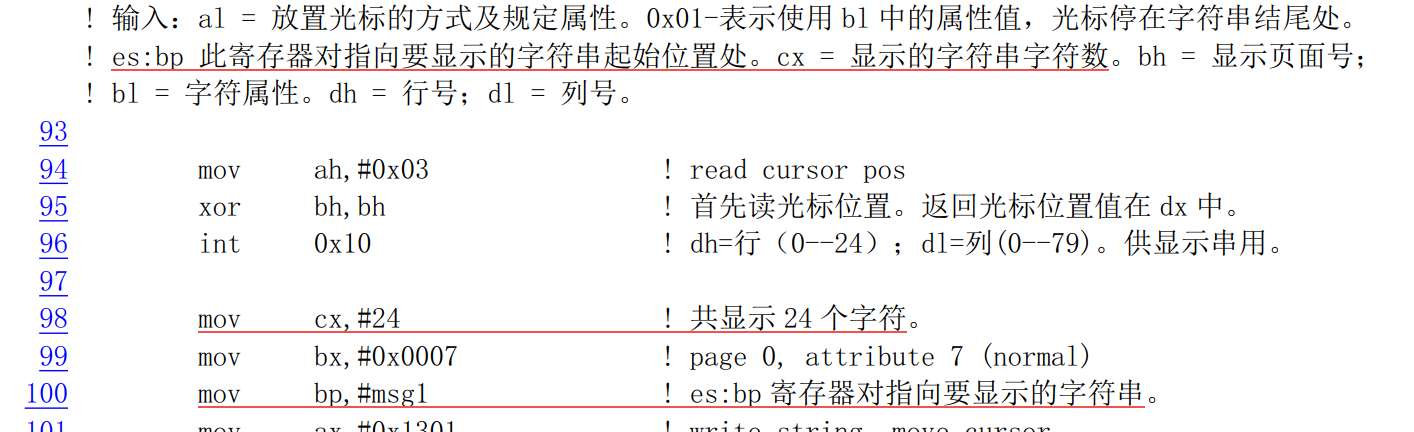 ! 输入：al = 放置光标的方式及规定属性。0x01-表示使用 bl 中的属性值，光标停在字符串结尾处。
! es:bp 此寄存器对指向要显示的字符串起始位置处。cx = 显示的字符串字符数。bh = 显示页面号；
! bl = 字符属性。dh = 行号；dl = 列号。
93
94 mov ah,#0x03 ! read cursor pos
95 xor bh,bh ! 首先读光标位置。返回光标位置值在 dx 中。
96 int 0x10 ! dh=行（0--24）；dl=列(0--79)。供显示串用。
97
98 mov cx,#24 ! 共显示 24 个字符。
99 mov bx,#0x0007 ! page 0, attribute 7 (normal)
100 mov bp,#msg1 ! es:bp 寄存器对指向要显示的字符串。
101 mov ax,#0x1301 ! write string, move cursor